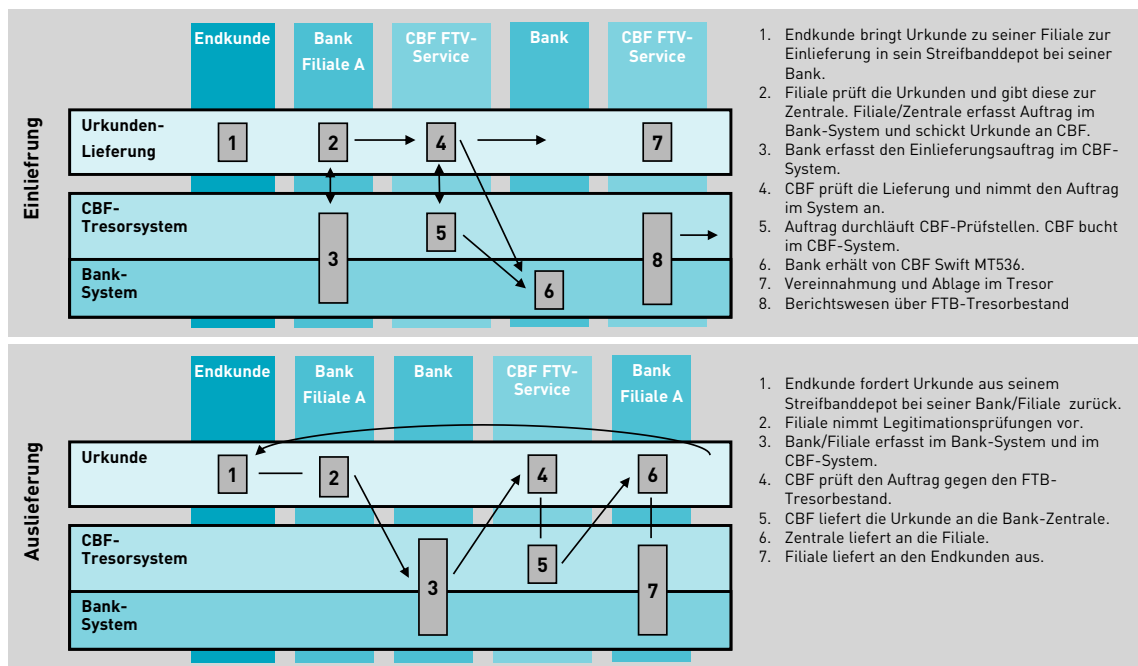 Einliefrung
Endkunde
Bank
Filiale A
CBF FTV-
Service
Bank
CBF FTV-
Service
Urkunden-
Lieferung
1
2
4
7
CBF-
Tresorsystem
3
5
8
Bank-
System
6
1. Endkunde bringt Urkunde zu seiner Filiale zur
Einlieferung in sein Streifbanddepot bei seiner
Bank.
2. Filiale prüft die Urkunden und gibt diese zur
Zentrale. Filiale/Zentrale erfasst Auftrag im
Bank-System und schickt Urkunde an CBF.
3. Bank erfasst den Einlieferungsauftrag im CBF-
System.
4. CBF prüft die Lieferung und nimmt den Auftrag
im System an.
5. Auftrag durchläuft CBF-Prüfstellen. CBF bucht
im CBF-System.
6. Bank erhält von CBF Swift MT536.
7. Vereinnahmung und Ablage im Tresor
8. Berichtswesen über FTB-Tresorbestand
Auslieferung
Endkunde
Bank
Filiale A
Bank
CBF FTV-
Service
Bank
Filiale A
Urkunde
1
2
4
6
CBF-
Tresorsystem
3
5
7
Bank-
System
1. Endkunde fordert Urkunde aus seinem
Streifbanddepot bei seiner Bank/Filiale zurück.
2. Filiale nimmt Legitimationsprüfungen vor.
3. Bank/Filiale erfasst im Bank-System und im
CBF-System.
4. CBF prüft den Auftrag gegen den FTB-
Tresorbestand.
5. CBF liefert die Urkunde an die Bank-Zentrale.
6. Zentrale liefert an die Filiale.
7. Filiale liefert an den Endkunden aus.